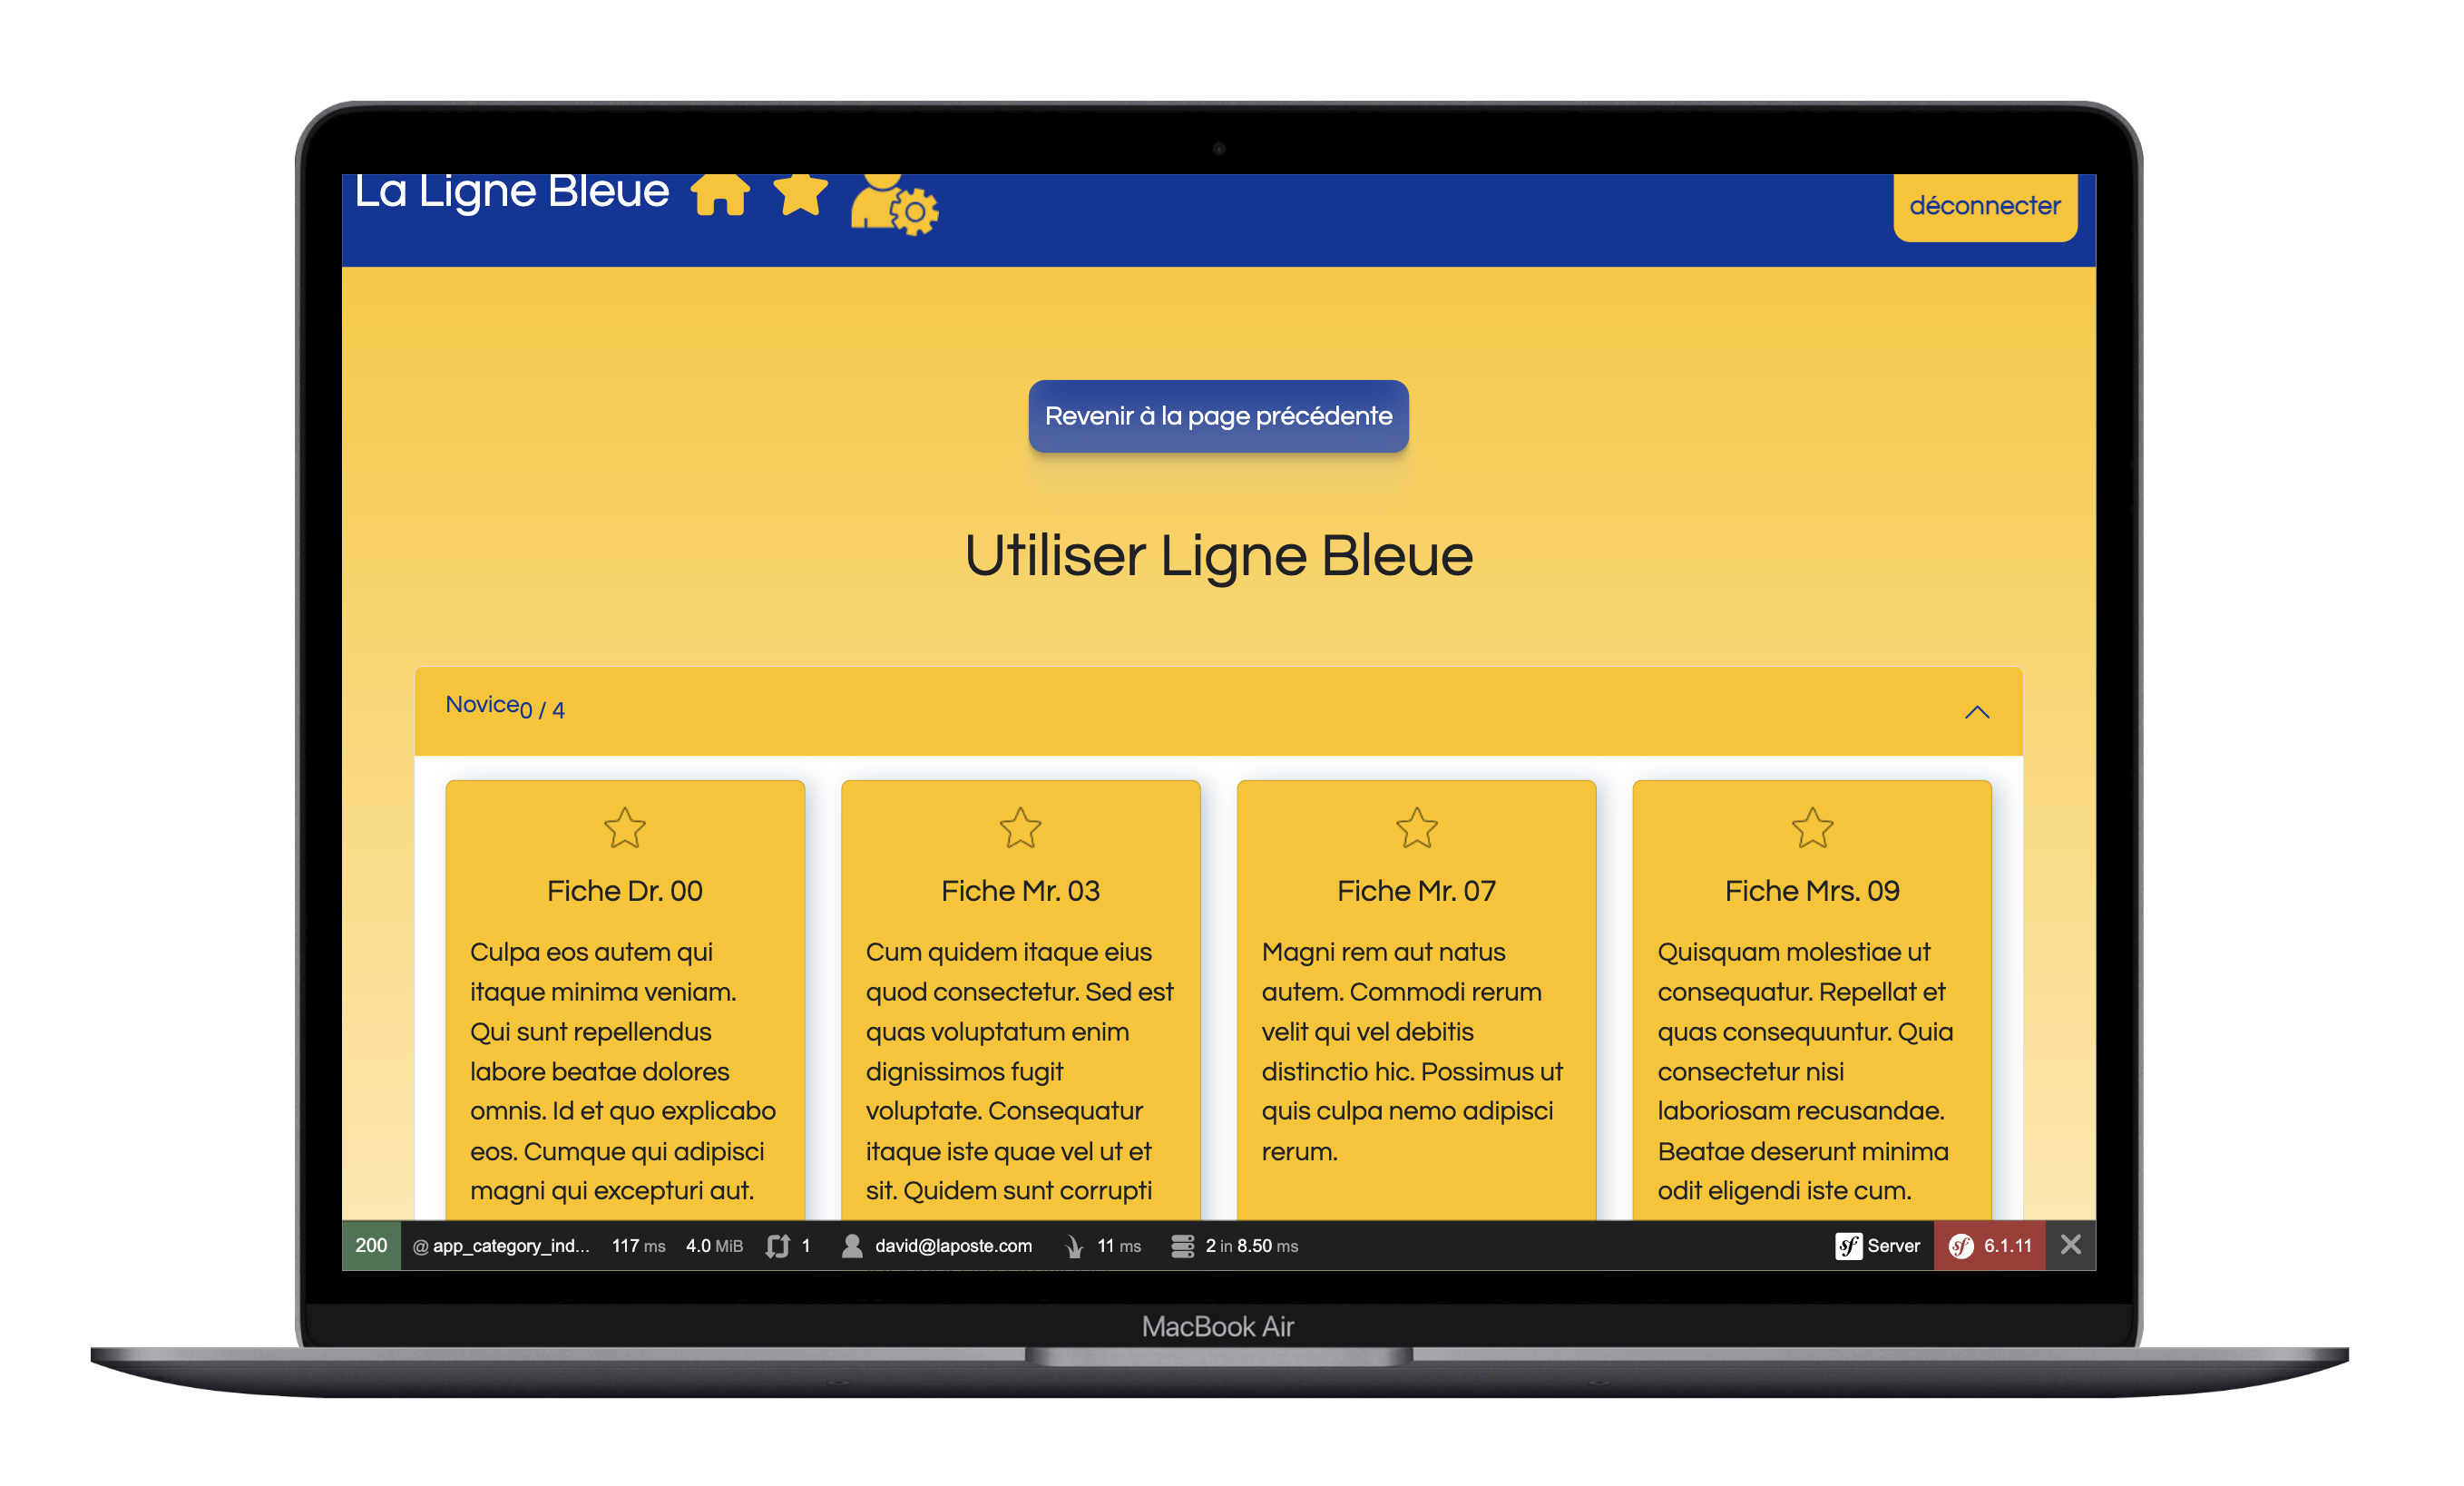 La Ligne Bleue
déconnecter
Revenir à la page précédente
Utiliser Ligne Bleue
Novice 0 / 4
Fiche Dr. 00
Culpa eos autem qui
itaque minima veniam.
Qui sunt repellendus
labore beatae dolores
omnis. Id et quo explicabo
eos. Cumque qui adipisci
magni qui excepturi aut.
Fiche Mr. 03
Cum quidem itaque eius
quod consectetur. Sed est
quas voluptatum enim
dignissimos fugit
voluptate. Consequatur
itaque iste quae vel ut et
sit. Quidem sunt corrupti
Fiche Mr. 07
Magni rem aut natus
autem. Commodi rerum
velit qui vel debitis
distinctio hic. Possimus ut
quis culpa nemo adipisci
rerum.
Fiche Mrs. 09
Quisquam molestiae ut
consequatur. Repellat et
quas consequuntur. Quia
consectetur nisi
laboriosam recusandae.
Beatae deserunt minima
odit eligendi iste cum.
200 @ app_category_ind... 117 ms 4.0 MiB 1 david@laposte.com 11 ms 2 in 8.50 ms sf Server sf 6.1.11
MacBook Air